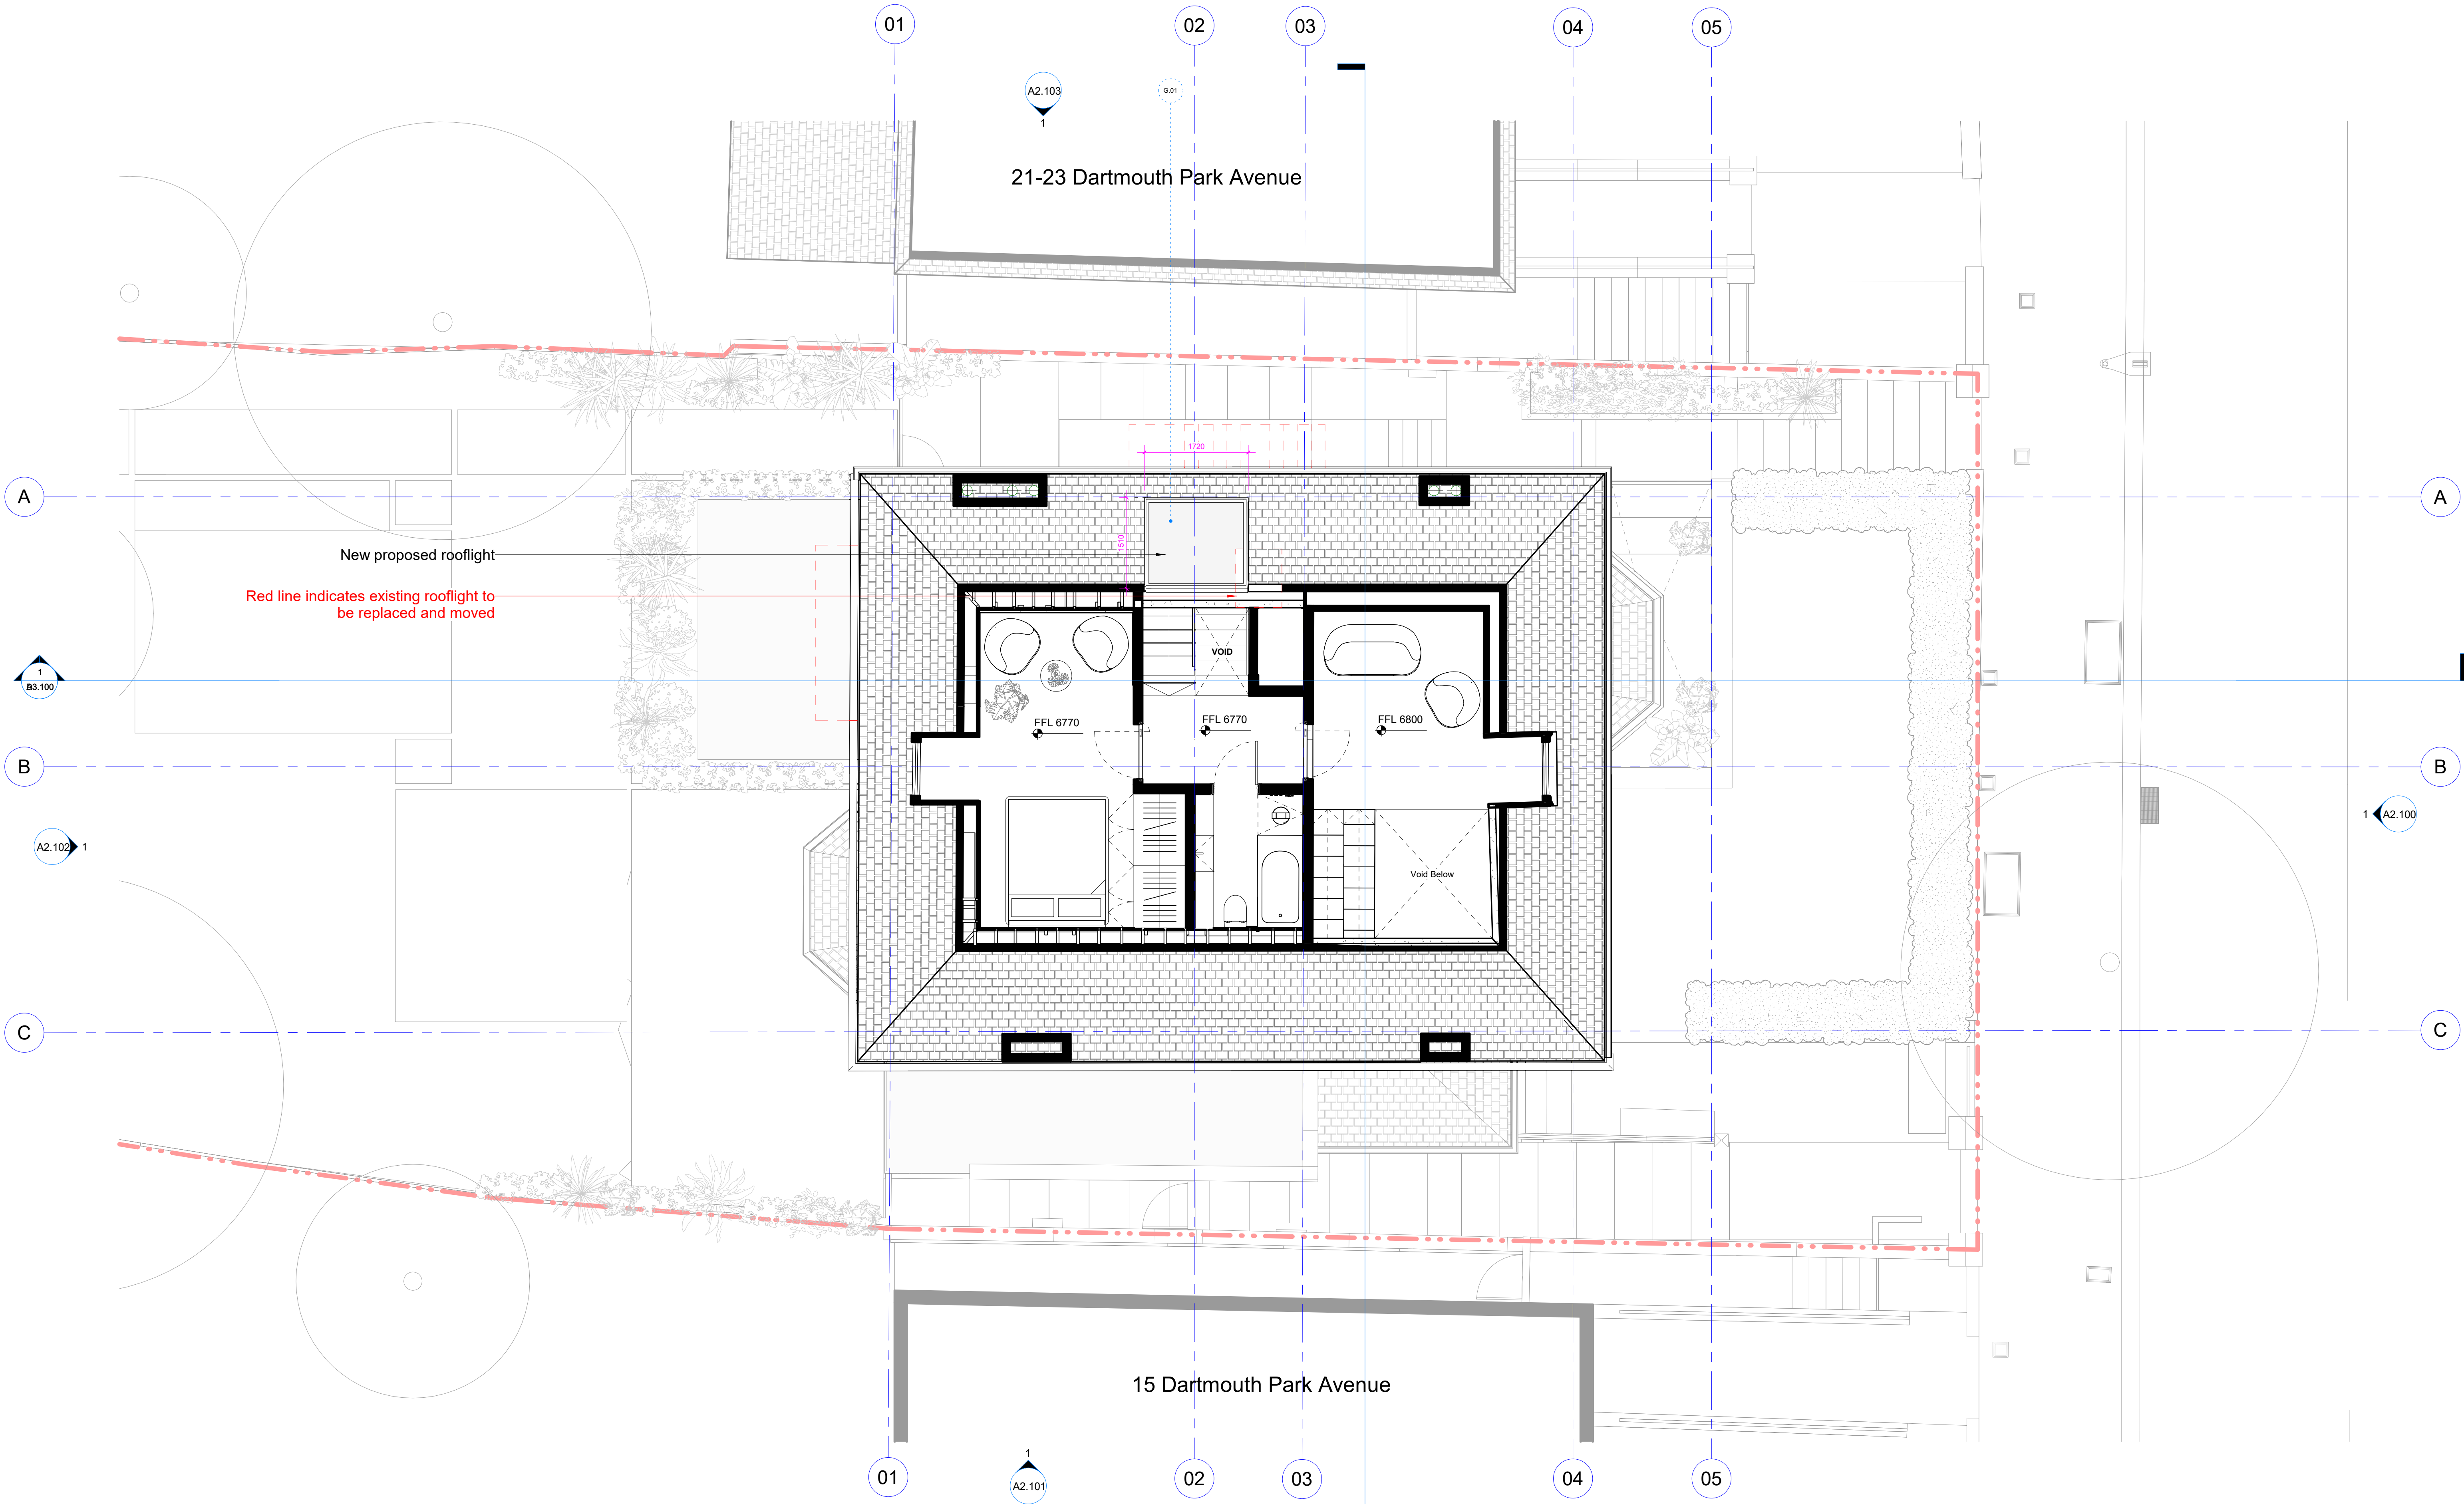 01
02
03
04
05
A2.103
1
G.01
21-23 Dartmouth Park Avenue
1720
A
A
1610
New proposed rooflight
Red line indicates existing rooflight to
be replaced and moved
VOID
1
FFL 6770
FFL 6770
FFL 6800
B
B
A2.102
1
1
A2.100
Void Below
C
C
15 Dartmouth Park Avenue
1
A2.101
01
02
03
04
05